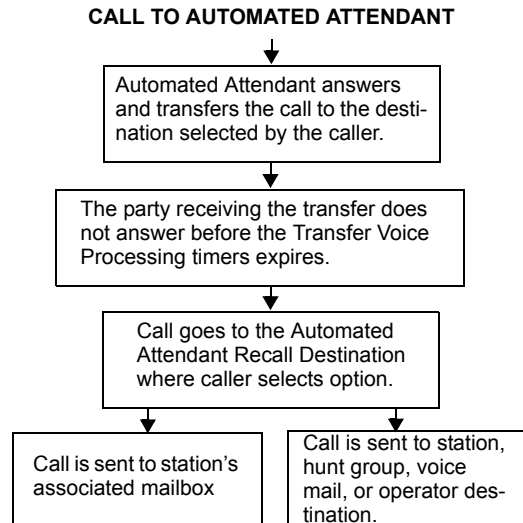 CALL TO AUTOMATED ATTENDANT
Automated Attendant answers
and transfers the call to the desti-
nation selected by the caller.
The party receiving the transfer does
not answer before the Transfer Voice
Processing timers expires.
Call goes to the Automated
Attendant Recall Destination
where caller selects option.
Call is sent to station's
associated mailbox
Call is sent to station,
hunt group, voice
mail, or operator des-
tination.